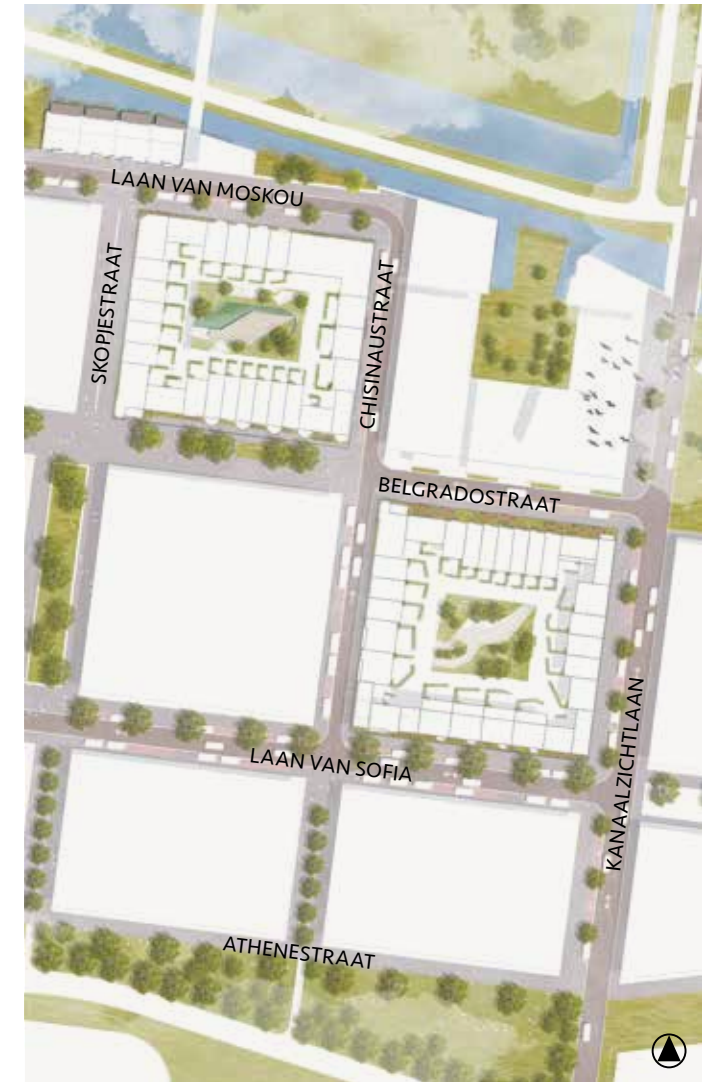 LAAN VAN MOSKOU
SKOPJESTRAAT
CHISINAUSTRAAT
BELGRADOSTRAAT
KANAALZICHTLAAN
LAAN VAN SOFIA
ATHENESTRAAT